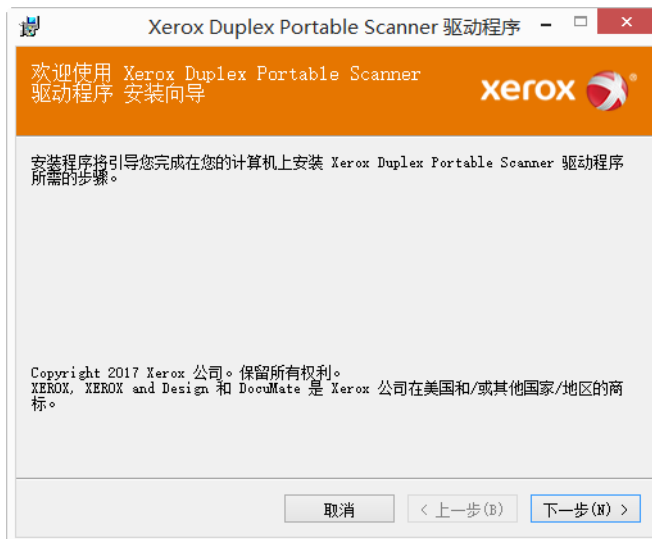 Xerox Duplex Portable Scanner 驱动程序
欢迎使用 Xerox Duplex Portable Scanner
驱动程序 安装向导
xerox
安装程序将引导您完成在您的计算机上安装 Xerox Duplex Portable Scanner 驱动程序
所需的步骤。
Copyright 2017 Xerox 公司。保留所有权利。
XEROX, XEROX and Design 和 DocuMate 是 Xerox 公司在美国和/或其他国家/地区的商
标。
取消
< 上一步(B)
下一步(N) >